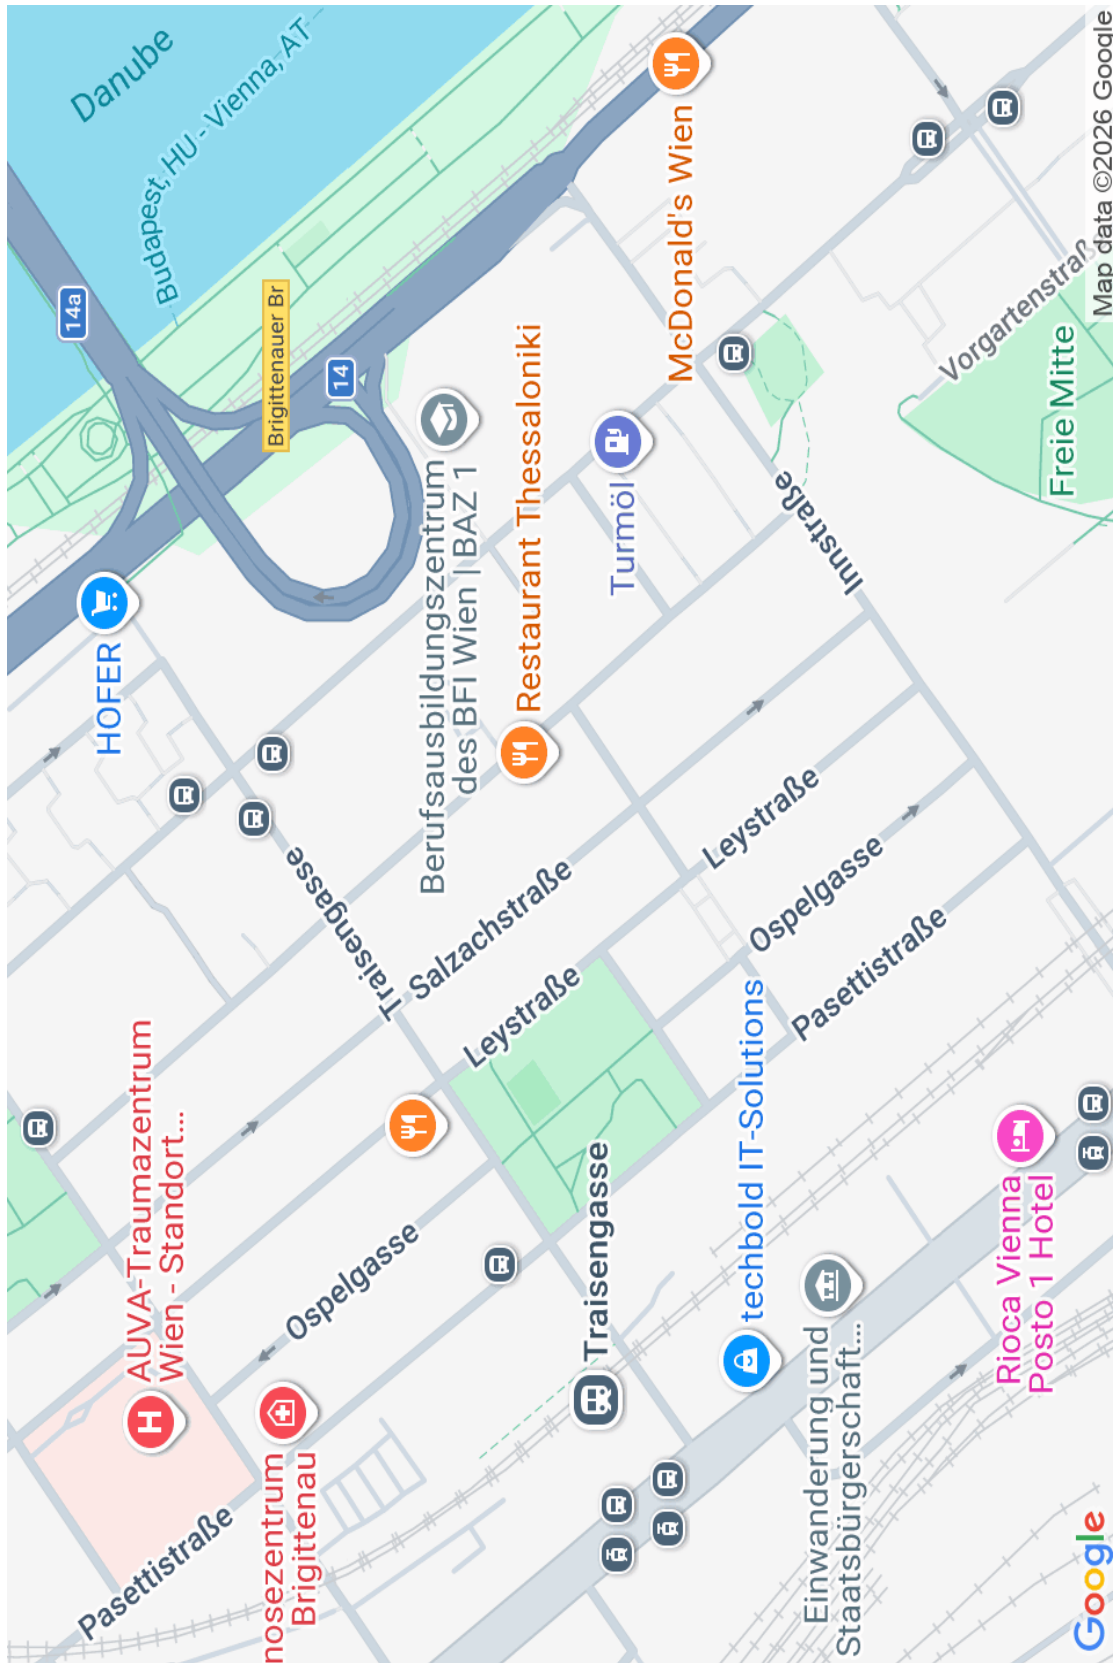 Danube
Budapest, HU - Vienna, AT
14a
Brigittenauer Br
14
HOFER
Berufsausbildungszentrum
des BFI Wien | BAZ 1
Restaurant Thessaloniki
McDonald's Wien
Turmöl
Innstraße
Vorgartenstraß
Freie Mitte
Traisengasse
Salzachstraße
Leystraße
Leystraße
Ospelgasse
Pasettistraße
AUVA-Traumazentrum
Wien - Standort...
H
Ospelgasse
nosezentrum
Brigittenau
Pasettistraße
Traisengasse
techbold IT-Solutions
Einwanderung und
Staatsbürgerschaft...
Rioca Vienna
Posto 1 Hotel
Google
Map data ©2026 Google